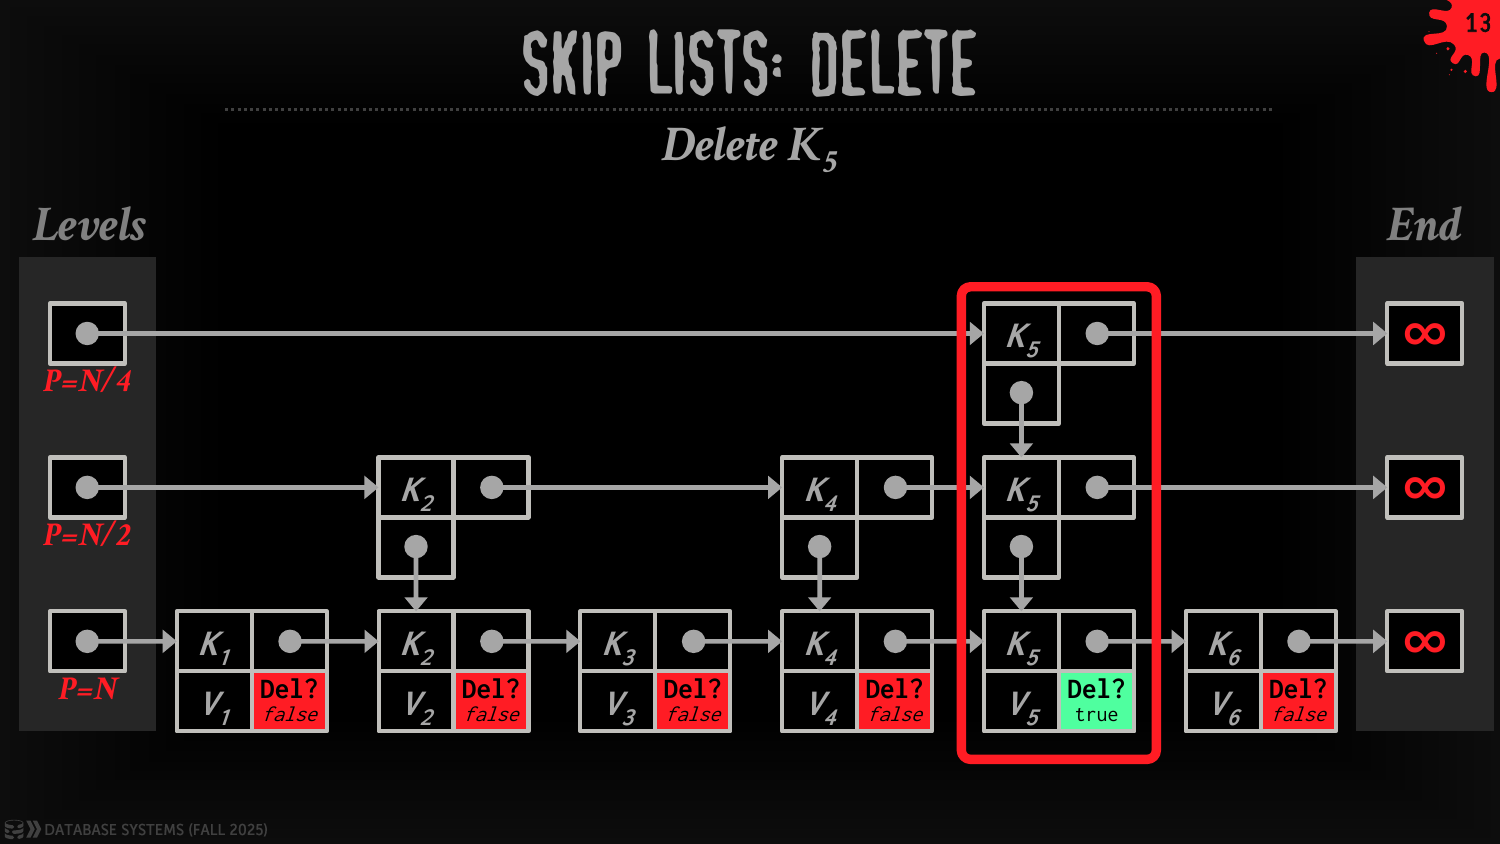 13
SKIP LISTS: DELETE
Delete K5
Levels
End
K5
∞
P=N/4
K2
K4
K5
∞
P=N/2
K1
K2
K3
K4
K5
K6
∞
P=N
V1
Del?
false
V2
Del?
false
V3
Del?
false
V4
Del?
false
V5
Del?
true
V6
Del?
false
DATABASE SYSTEMS (FALL 2025)